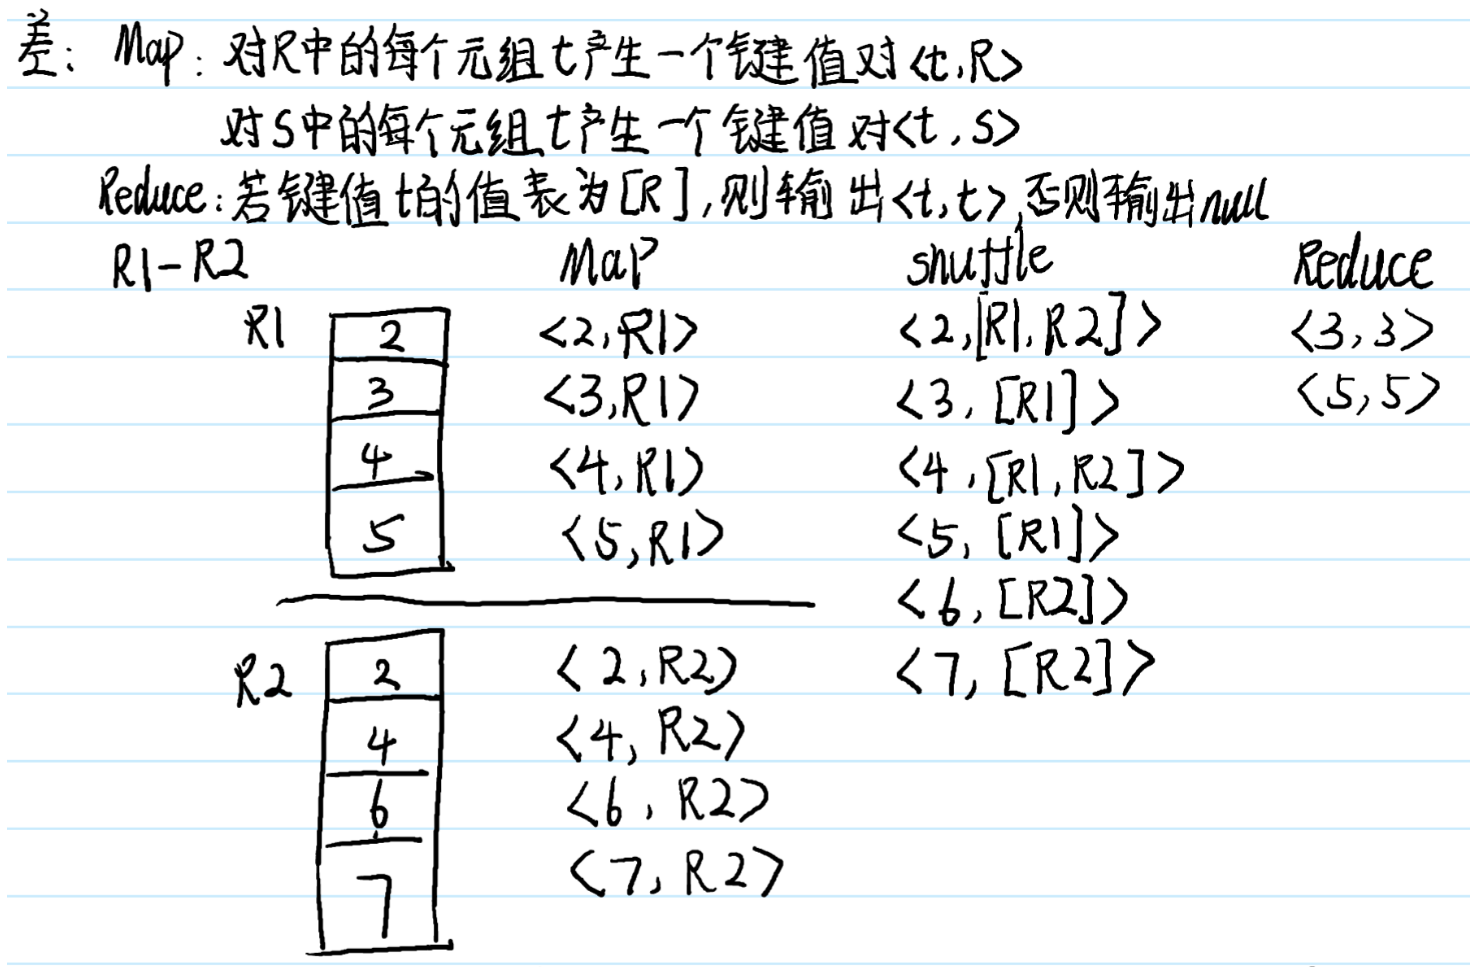 差: Map: 对R中的每个元组t产生一个键值对<t,R>
对S中的每个元组t产生一个键值对<t,S>
Reduce:若键值t的值表为[R],则输出<t,t>,否则输出null
R1-R2 Map shuffle Reduce
R1 2 <2,R1> <2,[R1,R2]> <3,3>
3 <3,R1> <3,[R1]> <5,5>
4 <4,R1> <4,[R1,R2]>
5 <5,R1> <5,[R1]>
<6,[R2]>
R2 2 <2,R2> <7,[R2]>
4 <4,R2>
6 <6,R2>
7 <7,R2>